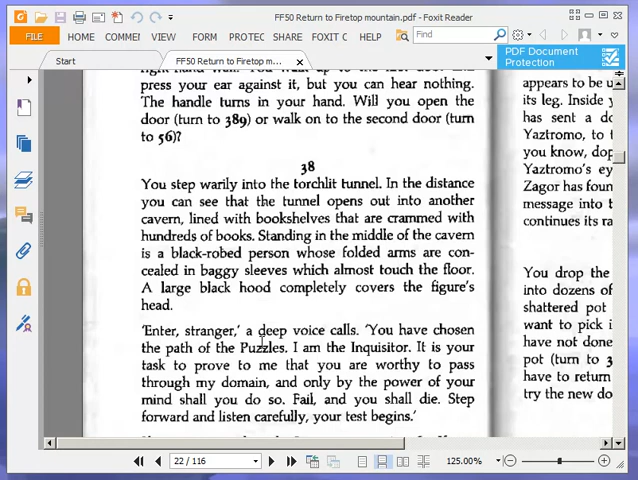 FF50 Return to Firetop mountain.pdf - Foxit Reader
FILE HOME COMMEN VIEW FORM PROTEC SHARE FOXIT C HELP Find
Start FF50 Return to Firetop m...
PDF Document
Protection
press your ear against it, but you can hear nothing.
The handle turns in your hand. Will you open the
door (turn to 389) or walk on to the second door (turn
to 56)?
38
You step warily into the torchlit tunnel. In the distance
you can see that the tunnel opens out into another
cavern, lined with bookshelves that are crammed with
hundreds of books. Standing in the middle of the cavern
is a black-robed person whose folded arms are con-
cealed in baggy sleeves which almost touch the floor.
A large black hood completely covers the figure's
head.
'Enter, stranger,' a deep voice calls. 'You have chosen
the path of the Puzzles. I am the Inquisitor. It is your
task to prove to me that you are worthy to pass
through my domain, and only by the power of your
mind shall you do so. Fail, and you shall die. Step
forward and listen carefully, your test begins.'
appears to be u
its leg. Inside y
has sent a do
Yaztromo, to t
you know, dop
Yaztromo's ey
Zagor has foun
message into t
continues its ra
You drop the
into dozens of
shattered pot
want to pick i
have not done
pot (turn to 3
have to return
try the new do
22 / 116
125.00%